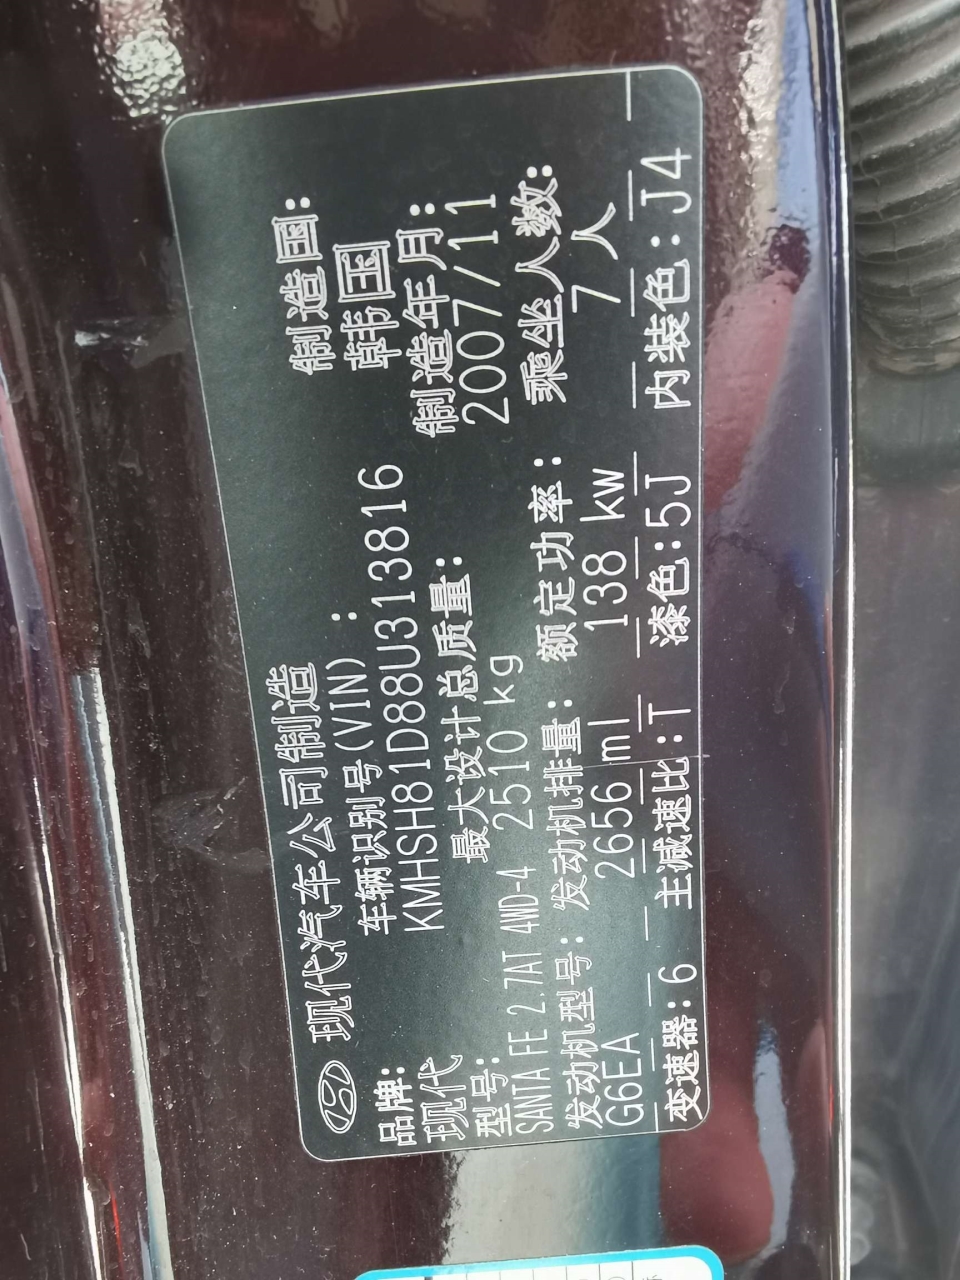 现代汽车公司制造
品牌: 车辆识别号(VIN): 制造国:
现代 KMHSH81D88U313816 韩国
型号: 最大设计总质量: 制造年月:
SANTA FE 2.7AT 4WD-4 2510 kg 2007/11
发动机型号: 发动机排量: 额定功率: 乘坐人数:
G6EA 2656 ml 138 kw 7 人
变速器:6 主减速比:T 漆色:5J 内装色:J4